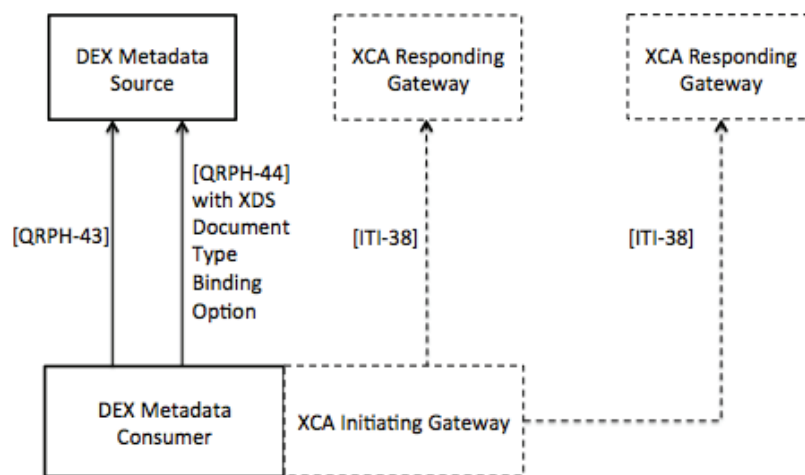 DEX Metadata
Source
XCA Responding
Gateway
XCA Responding
Gateway
[QRPH-43]
[QRPH-44]
with XDS
Document
Type
Binding
Option
[ITI-38]
[ITI-38]
DEX Metadata
Consumer
XCA Initiating Gateway